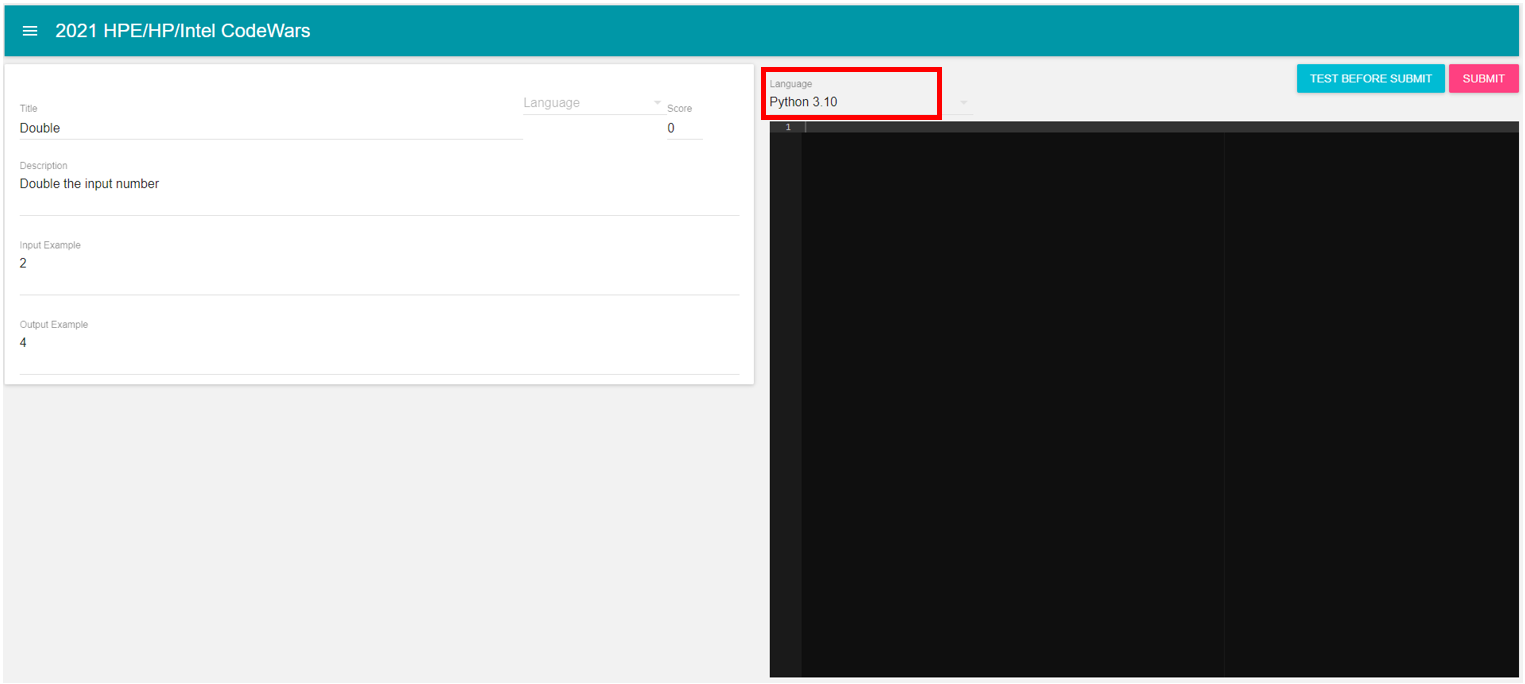 2021 HPE/HP/Intel CodeWars
Title
Double
Language
Score
0
Description
Double the input number
Input Example
2
Output Example
4
Language
Python 3.10
TEST BEFORE SUBMIT
SUBMIT
1